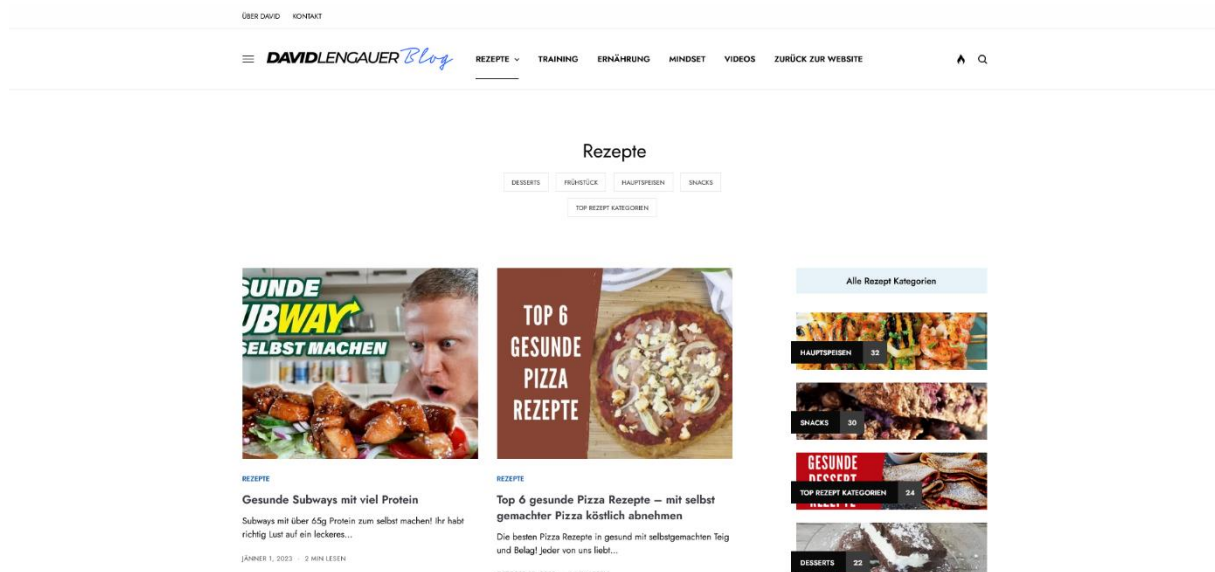 ÜBER DAVID KONTAKT
DAVIDLENGAUER Blog
REZEPTE TRAINING ERNÄHRUNG MINDSET VIDEOS ZURÜCK ZUR WEBSITE
Rezepte
DESSERTS FRÜHSTÜCK HAUPTSPEISEN SNACKS
TOP REZEPT KATEGORIEN
SUNDE
UBWAY
SELBST MACHEN
REZEPTE
Gesunde Subways mit viel Protein
Subways mit über 65g Protein zum selbst machen! Ihr habt
richtig Lust auf ein leckeres...
JÄNNER 1, 2023 · 2 MIN LESEN
TOP 6
GESUNDE
PIZZA
REZEPTE
REZEPTE
Top 6 gesunde Pizza Rezepte – mit selbst
gemachter Pizza köstlich abnehmen
Die besten Pizza Rezepte in gesund mit selbstgemachten Teig
und Belag! Jeder von uns liebt...
Alle Rezept Kategorien
HAUPTSPEISEN 32
SNACKS 30
GESUNDE
DESSERT
TOP REZEPT KATEGORIEN 24
DESSERTS 22